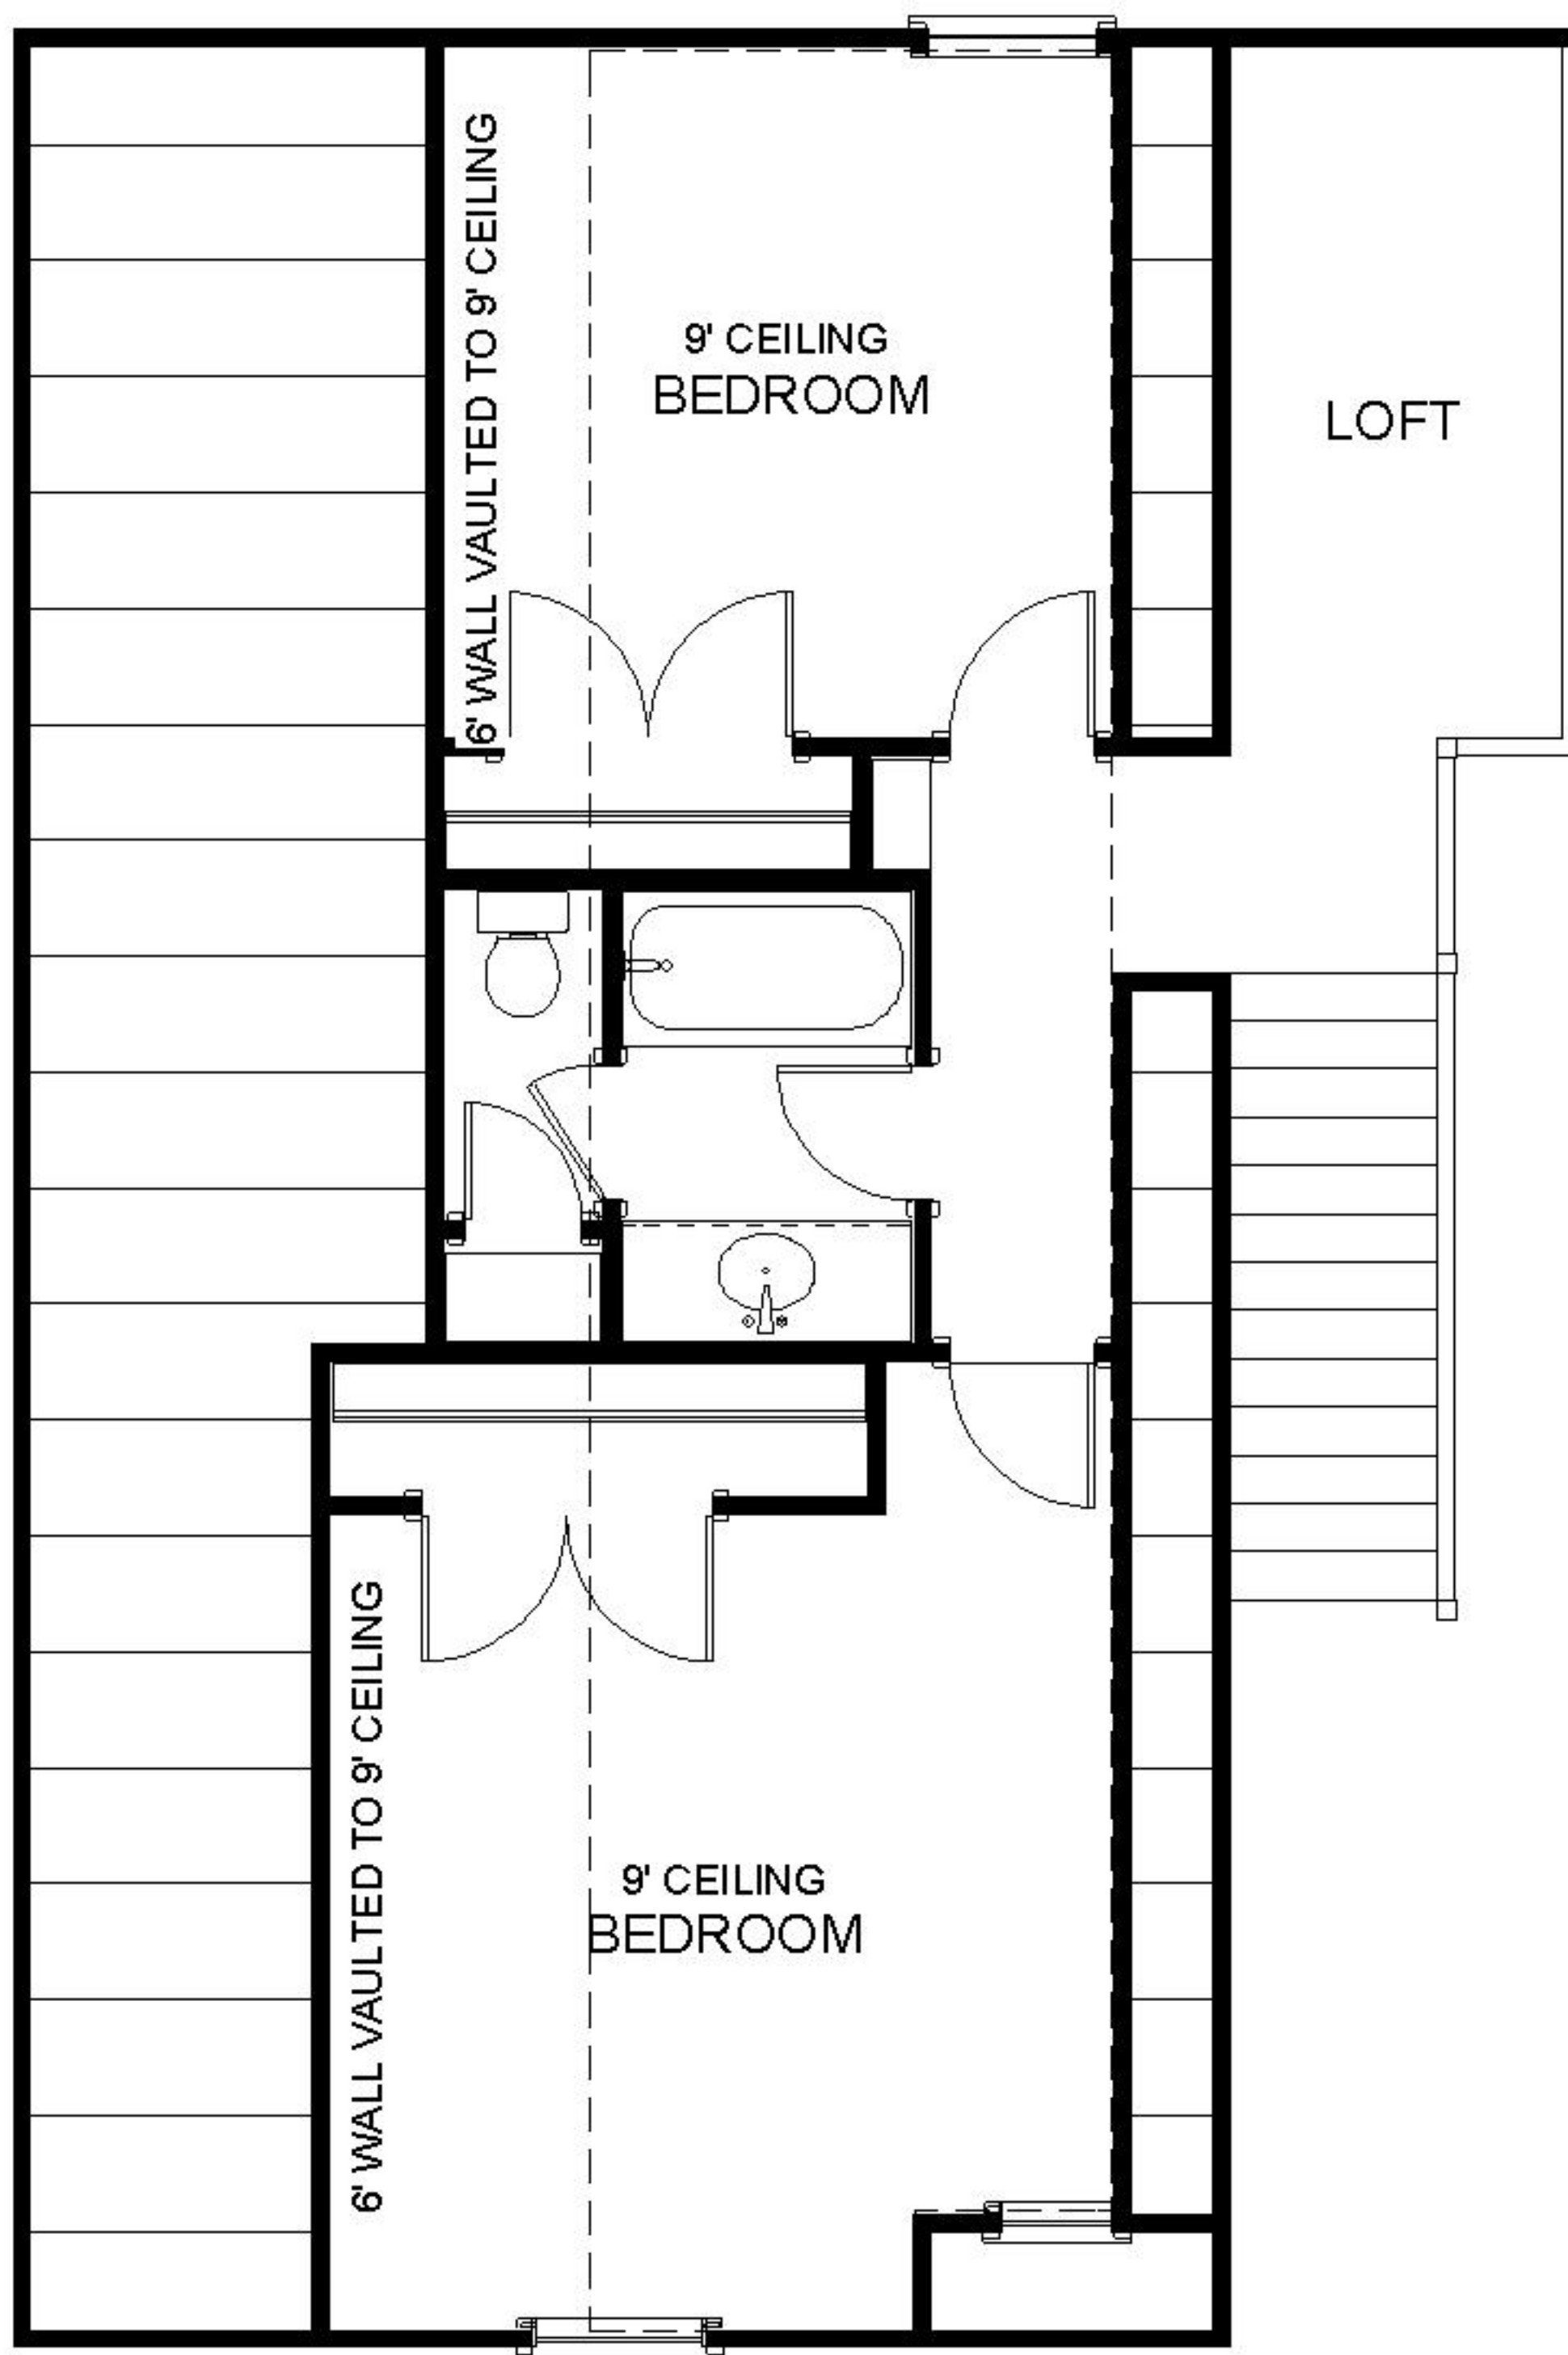 6' WALL VAULTED TO 9' CEILING
9' CEILING
BEDROOM
LOFT
6' WALL VAULTED TO 9' CEILING
9' CEILING
BEDROOM